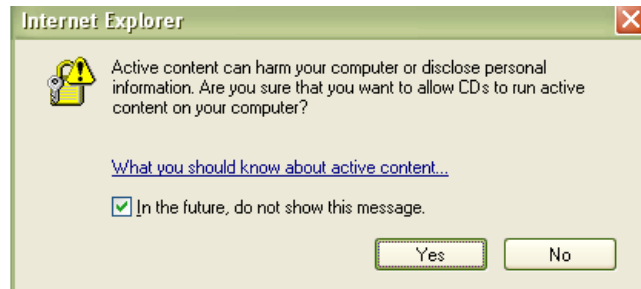 Internet Explorer
Active content can harm your computer or disclose personal
information. Are you sure that you want to allow CDs to run active
content on your computer?
What you should know about active content...
In the future, do not show this message.
Yes No